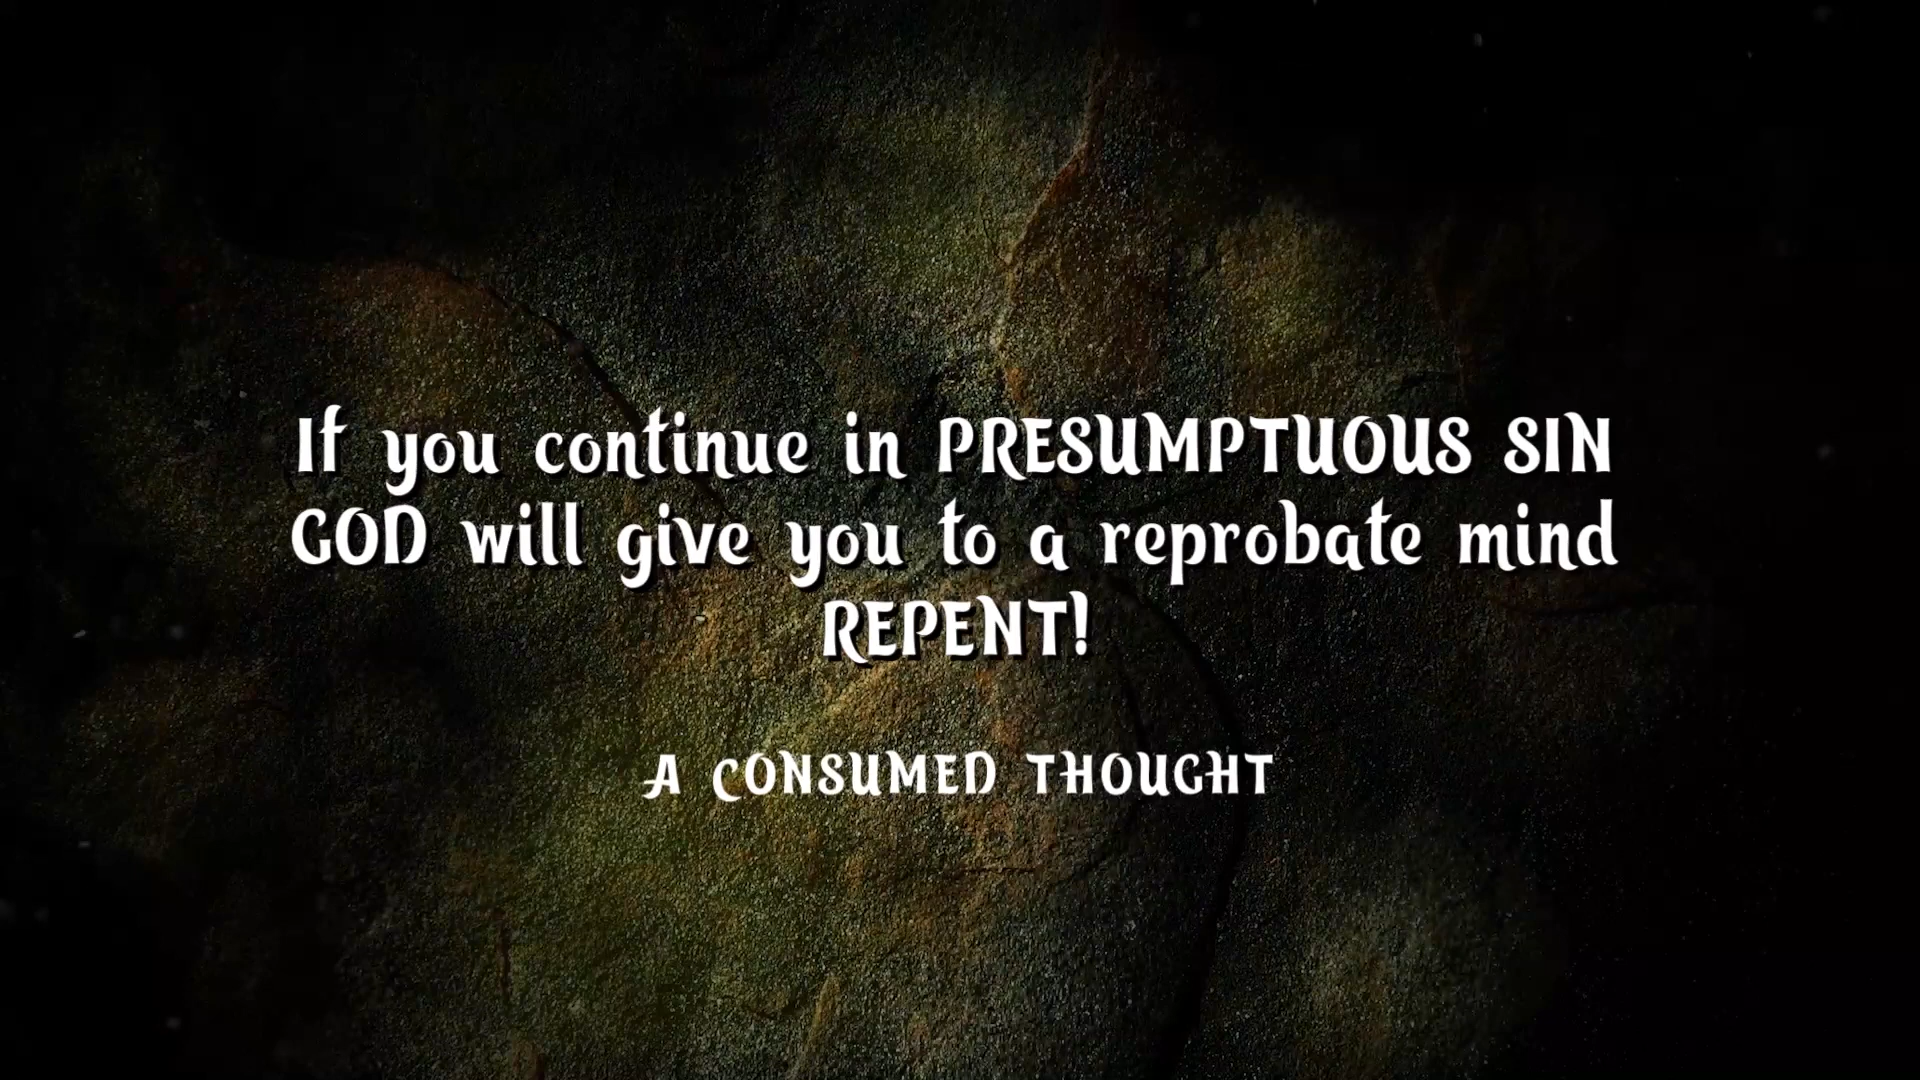 If you continue in PRESUMPTUOUS SIN
GOD will give you to a reprobate mind
REPENT!
A CONSUMED THOUGHT